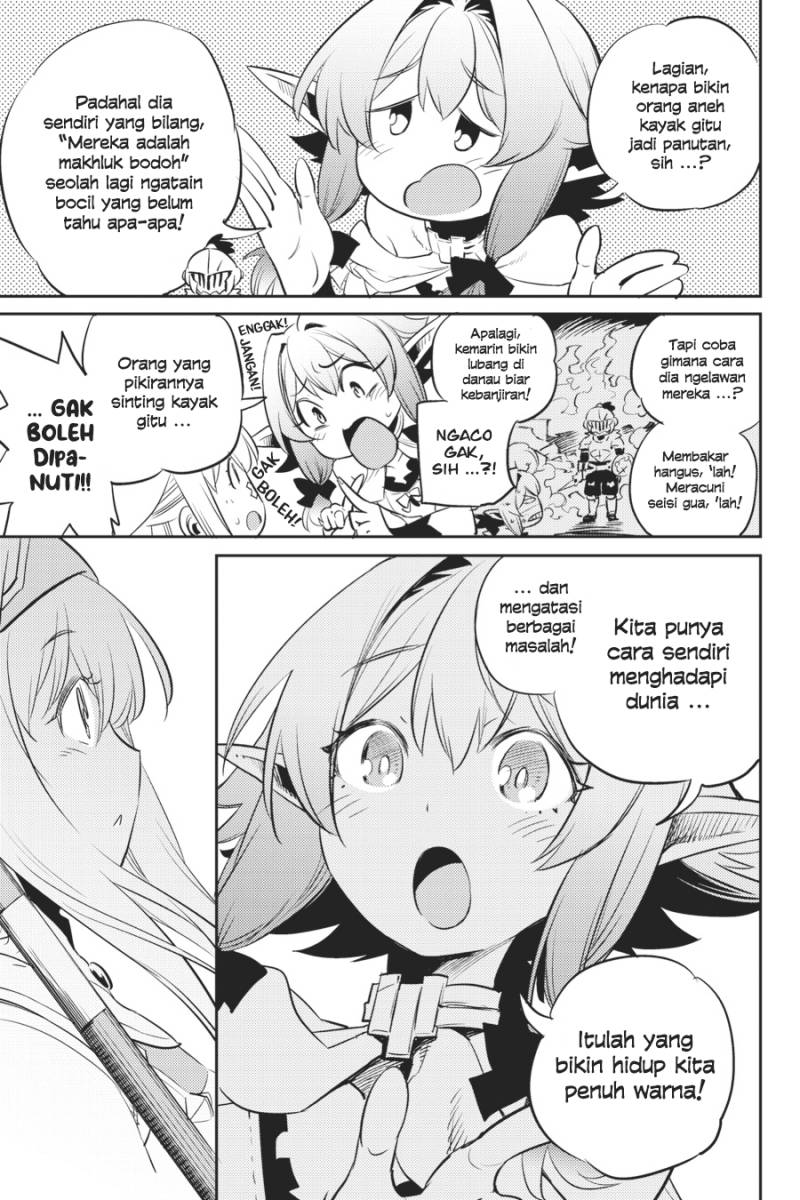 Lagian,
kenapa bikin
orang aneh
kayak gitu
jadi panutan,
sih ...?
Padahal dia
sendiri yang bilang,
"Mereka adalah
makhluk bodoh"
seolah lagi ngatain
bocil yang belum
tahu apa-apa!
Tapi coba
gimana cara
dia ngelawan
mereka ...?
Membakar
hangus, 'lah!
Meracuni
seisi gua, 'lah!
Apalagi,
kemarin bikin
lubang di
danau biar
kebanjiran!
NGACO
GAK,
SIH ...?!
ENGGAK!
JANGAN!
GAK
BOLEH!
Orang yang
pikirannya
sinting kayak
gitu ...
... GAK
BOLEH
DIPA-
NUTI!!
Kita punya
cara sendiri
menghadapi
dunia ...
... dan
mengatasi
berbagai
masalah!
Itulah yang
bikin hidup kita
penuh warna!